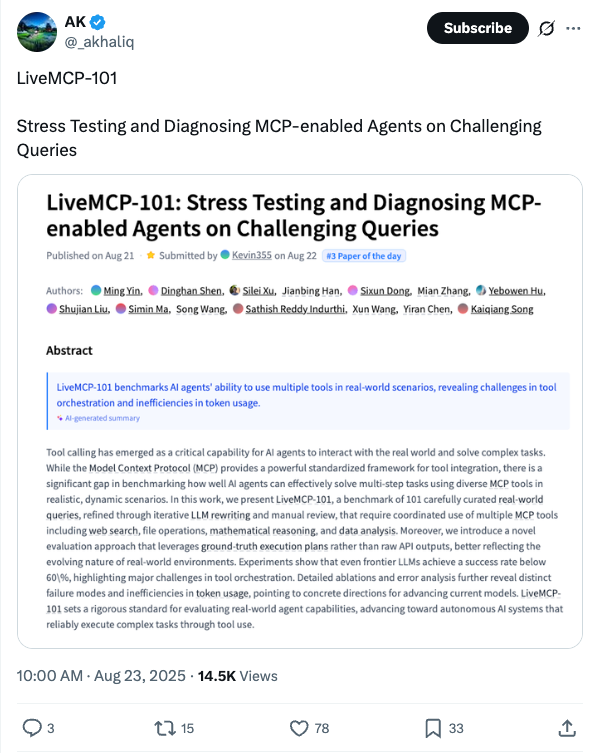 AK
@_akhaliq
Subscribe
LiveMCP-101
Stress Testing and Diagnosing MCP-enabled Agents on Challenging
Queries
LiveMCP-101: Stress Testing and Diagnosing MCP-
enabled Agents on Challenging Queries
Published on Aug 21 · Submitted by Kevin355 on Aug 22 #3 Paper of the day
Authors: Ming Yin, Dinghan Shen, Silei Xu, Jianbing Han, Sixun Dong, Mian Zhang, Yebowen Hu,
Shujian Liu, Simin Ma, Song Wang, Sathish Reddy Indurthi, Xun Wang, Yiran Chen, Kaiqiang Song
Abstract
LiveMCP-101 benchmarks AI agents' ability to use multiple tools in real-world scenarios, revealing challenges in tool
orchestration and inefficiencies in token usage.
AI-generated summary
Tool calling has emerged as a critical capability for AI agents to interact with the real world and solve complex tasks.
While the Model Context Protocol (MCP) provides a powerful standardized framework for tool integration, there is a
significant gap in benchmarking how well AI agents can effectively solve multi-step tasks using diverse MCP tools in
realistic, dynamic scenarios. In this work, we present LiveMCP-101, a benchmark of 101 carefully curated real-world
queries, refined through iterative LLM rewriting and manual review, that require coordinated use of multiple MCP tools
including web search, file operations, mathematical reasoning, and data analysis. Moreover, we introduce a novel
evaluation approach that leverages ground-truth execution plans rather than raw API outputs, better reflecting the
evolving nature of real-world environments. Experiments show that even frontier LLMs achieve a success rate below
60\%, highlighting major challenges in tool orchestration. Detailed ablations and error analysis further reveal distinct
failure modes and inefficiencies in token usage, pointing to concrete directions for advancing current models. LiveMCP-
101 sets a rigorous standard for evaluating real-world agent capabilities, advancing toward autonomous AI systems that
reliably execute complex tasks through tool use.
10:00 AM · Aug 23, 2025 · 14.5K Views
3 15 78 33